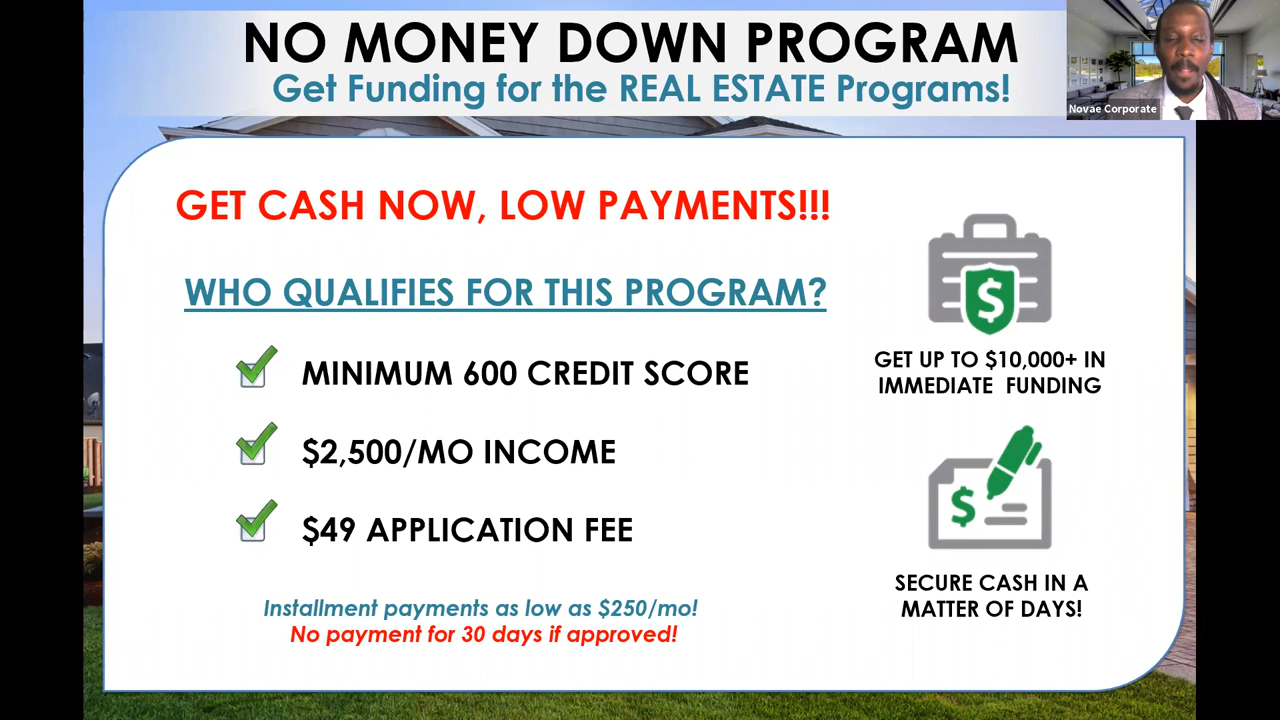 NO MONEY DOWN PROGRAM
Get Funding for the REAL ESTATE Programs!
Novae Corporate
GET CASH NOW, LOW PAYMENTS!!!
WHO QUALIFIES FOR THIS PROGRAM?
MINIMUM 600 CREDIT SCORE
$2,500/MO INCOME
$49 APPLICATION FEE
Installment payments as low as $250/mo!
No payment for 30 days if approved!
$
GET UP TO $10,000+ IN
IMMEDIATE FUNDING
$
SECURE CASH IN A
MATTER OF DAYS!